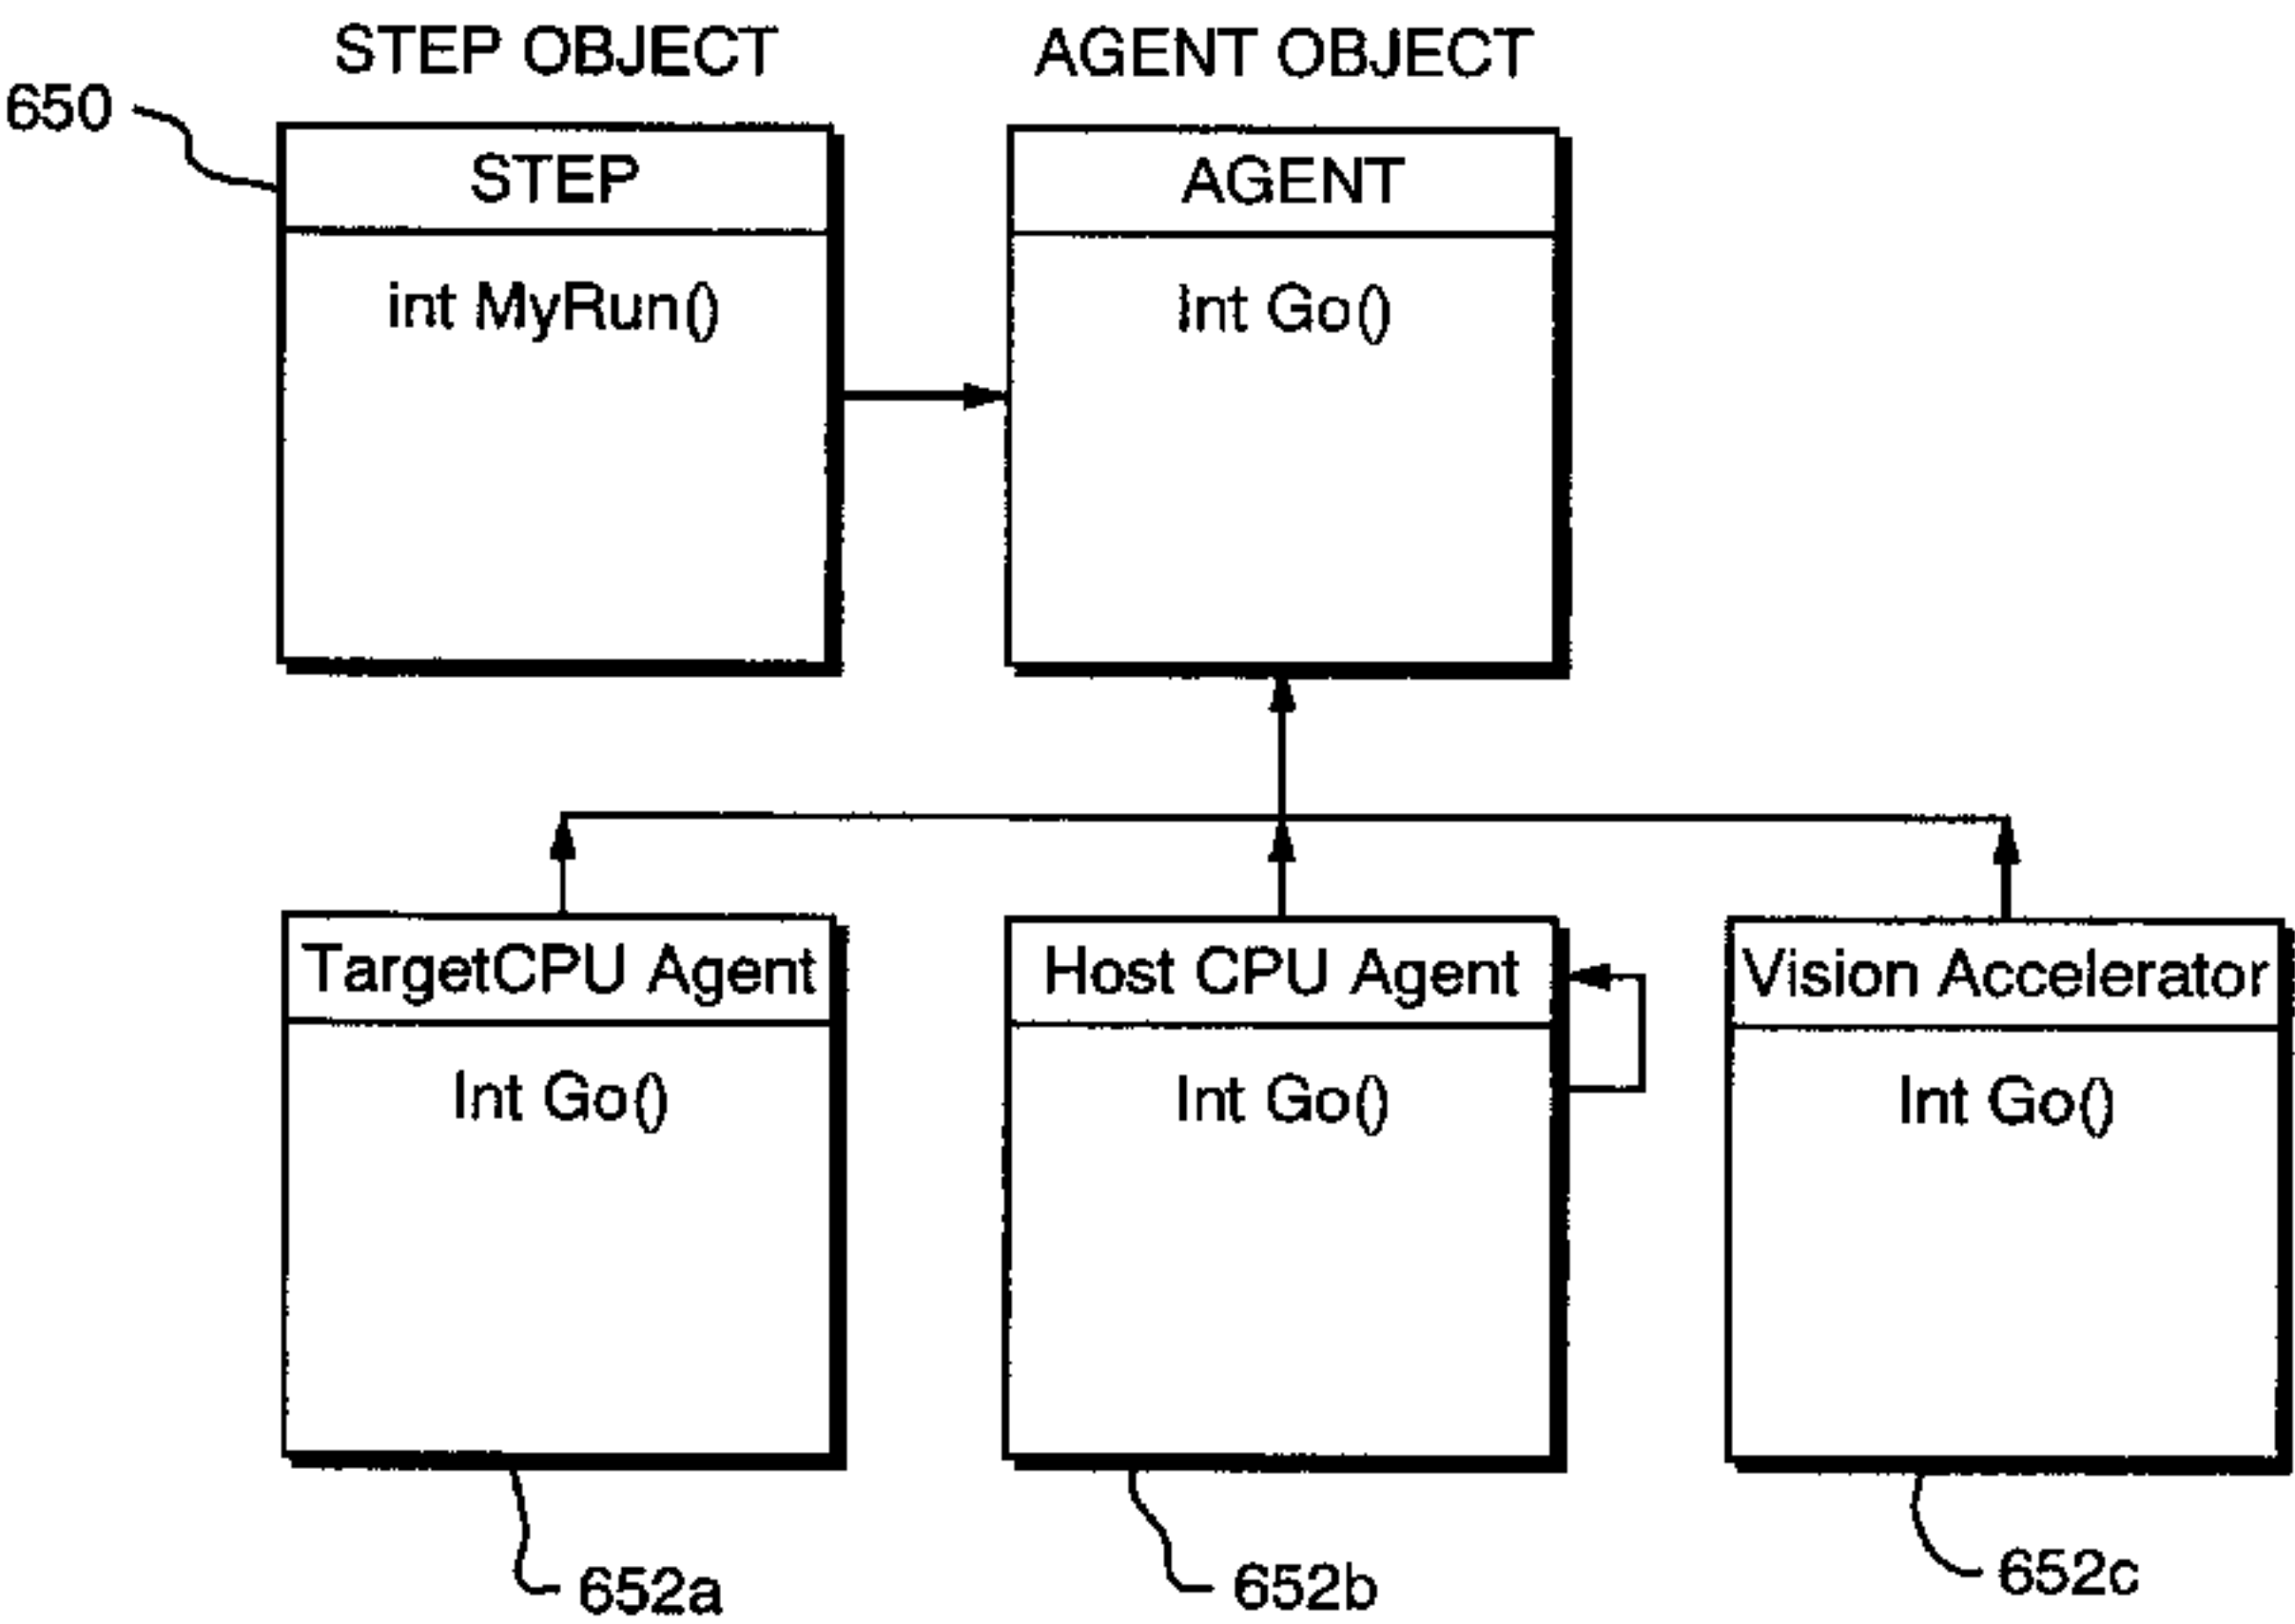 STEP OBJECT
AGENT OBJECT
650
STEP
AGENT
int MyRun()
Int Go()
TargetCPU Agent
Host CPU Agent
Vision Accelerator
Int Go()
Int Go()
Int Go()
652a
652b
652c